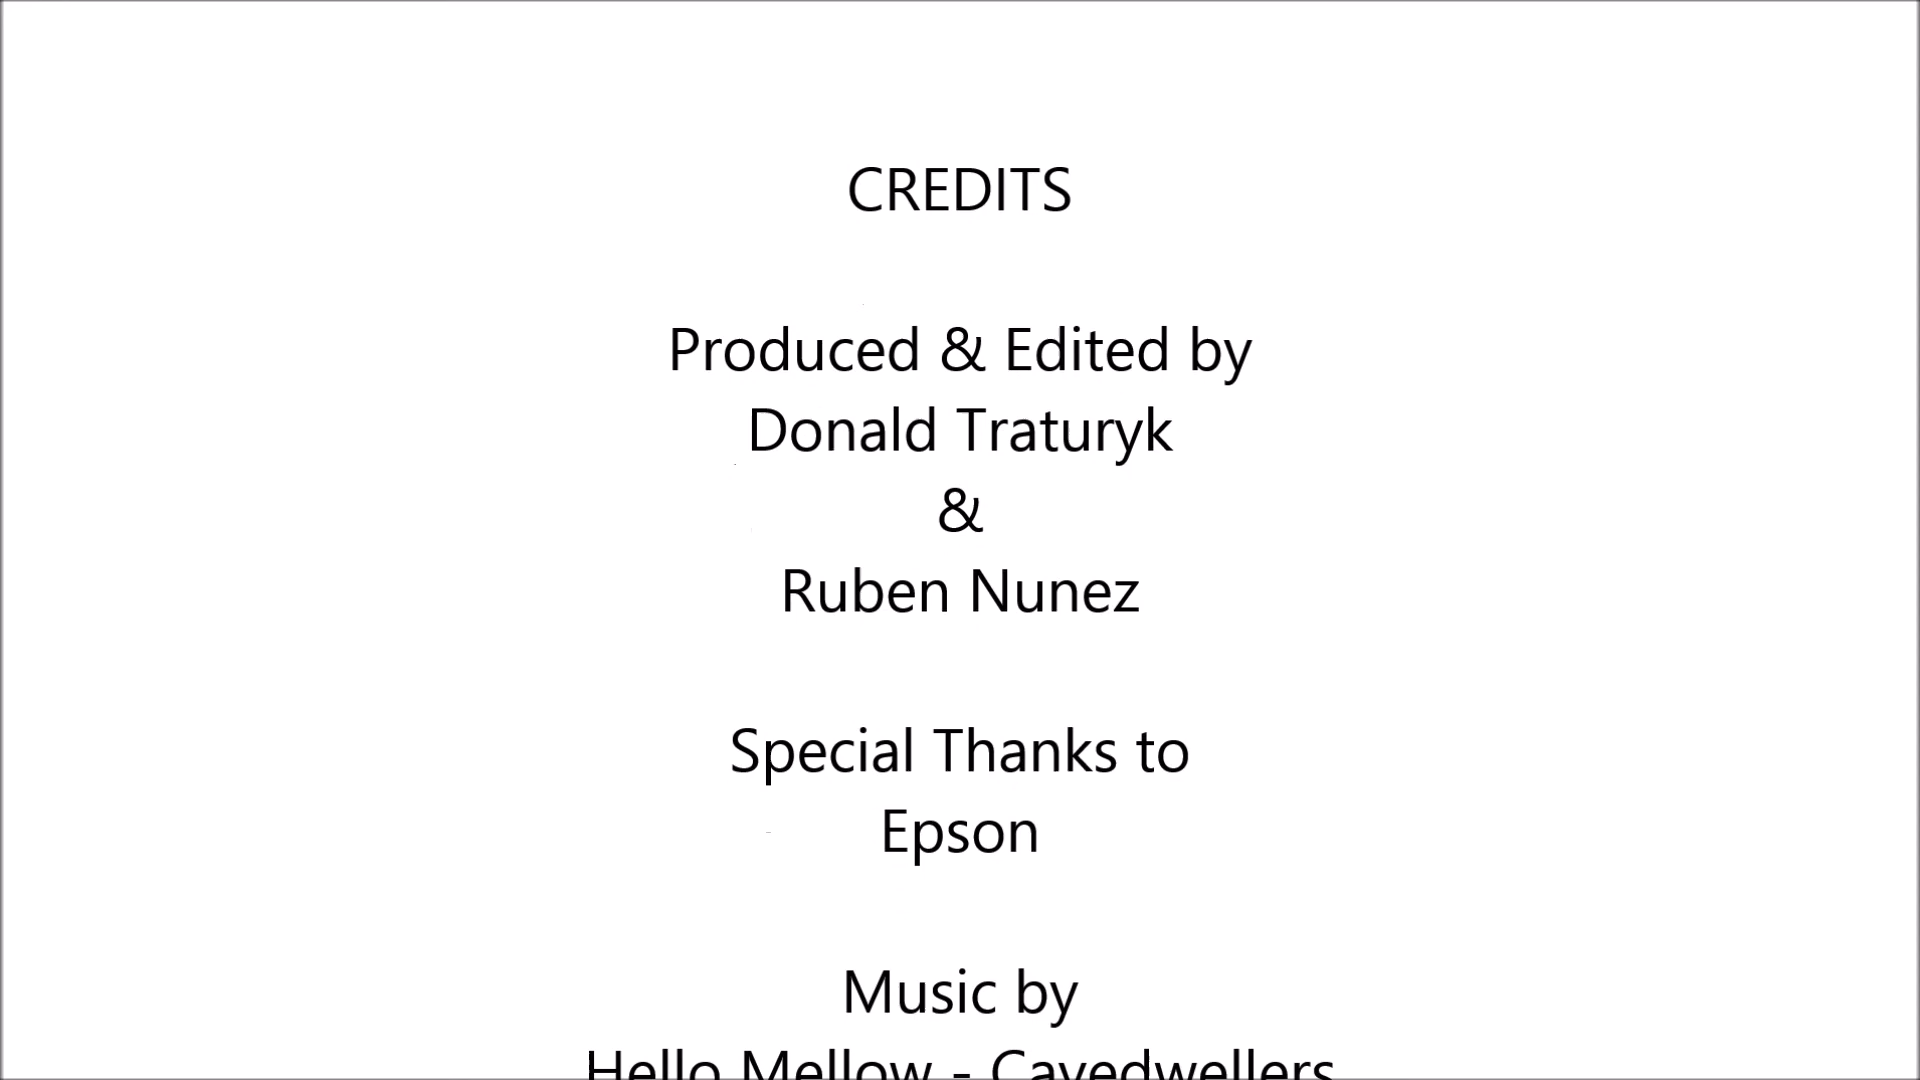 CREDITS
Produced & Edited by
Donald Traturyk
&
Ruben Nunez
Special Thanks to
Epson
Music by
Hello Mellow - Cavedwellers